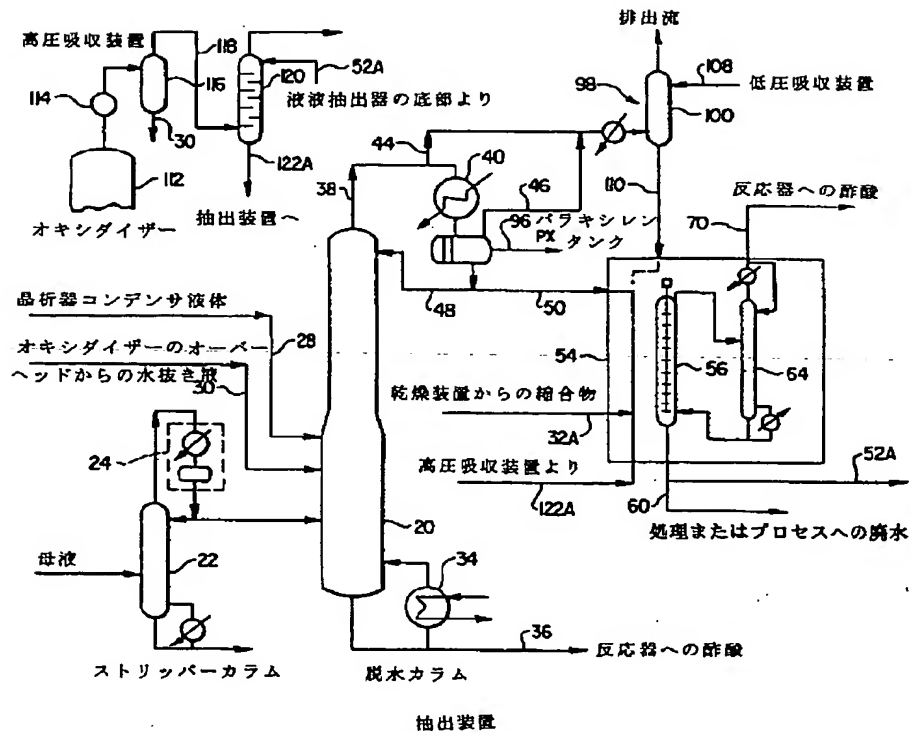 高圧吸収装置
118
114
116
120
52A
液液抽出器の底部より
30
122A
112
オキシダイザー
抽出装置へ
排出流
108
98
低圧吸収装置
100
44
40
38
46
110
96
パラキシレン
PX
タンク
反応器への酢酸
70
晶析器コンデンサ液体
28
48
50
54
56
64
オキシダイザーのオーバー
ヘッドからの水抜き液
30
乾燥装置からの縮合物
32A
24
高圧吸収装置より
122A
52A
60
処理またはプロセスへの廃水
20
母液
22
34
36
反応器への酢酸
ストリッパーカラム
脱水カラム
抽出装置